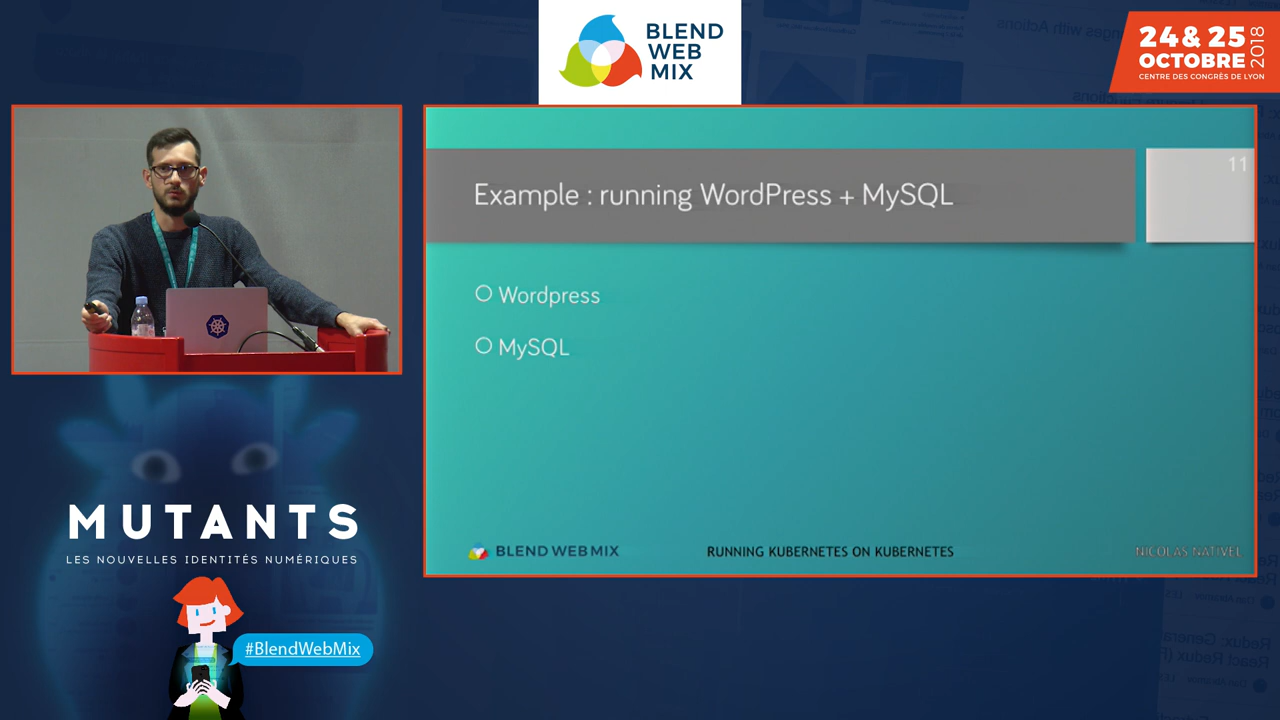 BLEND
WEB
MIX
24 & 25
OCTOBRE
2018
CENTRE DES CONGRÈS DE LYON
11
Example : running WordPress + MySQL
Wordpress
MySQL
BLEND WEB MIX
RUNNING KUBERNETES ON KUBERNETES
NICOLAS NATIVEL
MUTANTS
LES NOUVELLES IDENTITÉS NUMÉRIQUES
#BlendWebMix